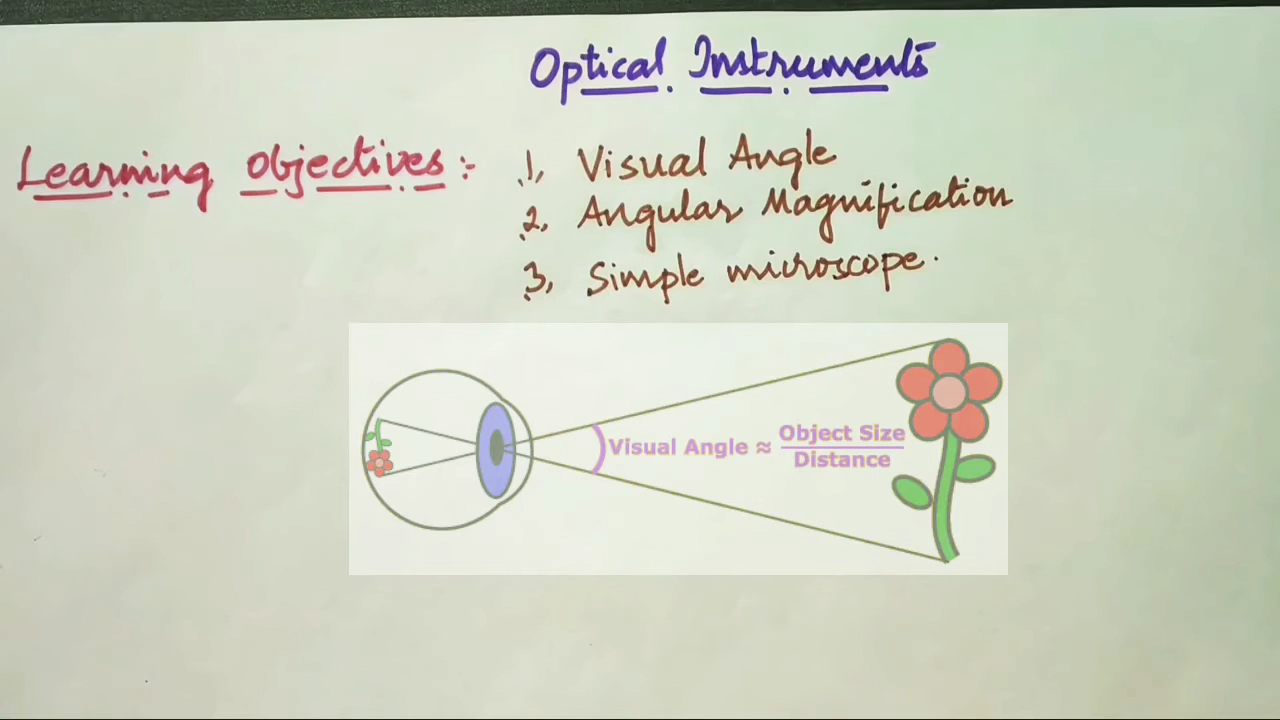 Optical Instruments
Learning Objectives :- 1. Visual Angle
2. Angular Magnification
3. Simple microscope.
Visual Angle ≈ Object Size
Distance